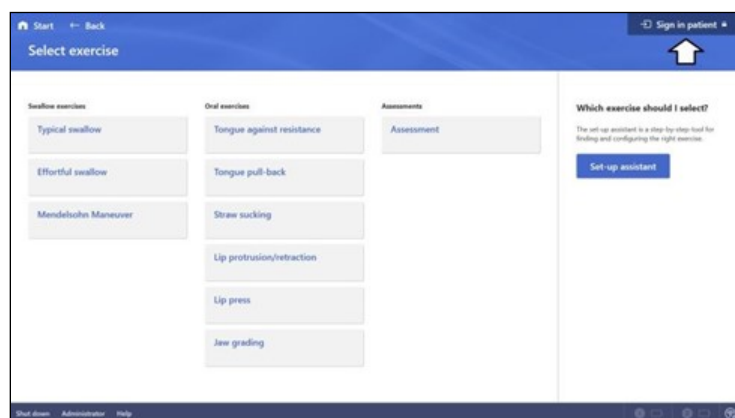 Start ← Back
Sign in patient
Select exercise
Swallow exercises
Typical swallow
Effortful swallow
Mendelsohn Maneuver
Oral exercises
Tongue against resistance
Tongue pull-back
Straw sucking
Lip protrusion/retraction
Lip press
Jaw grading
Assessments
Assessment
Which exercise should I select?
The set-up assistant is a step-by-step tool for
finding and configuring the right exercise.
Set-up assistant
Shut down Administrator Help